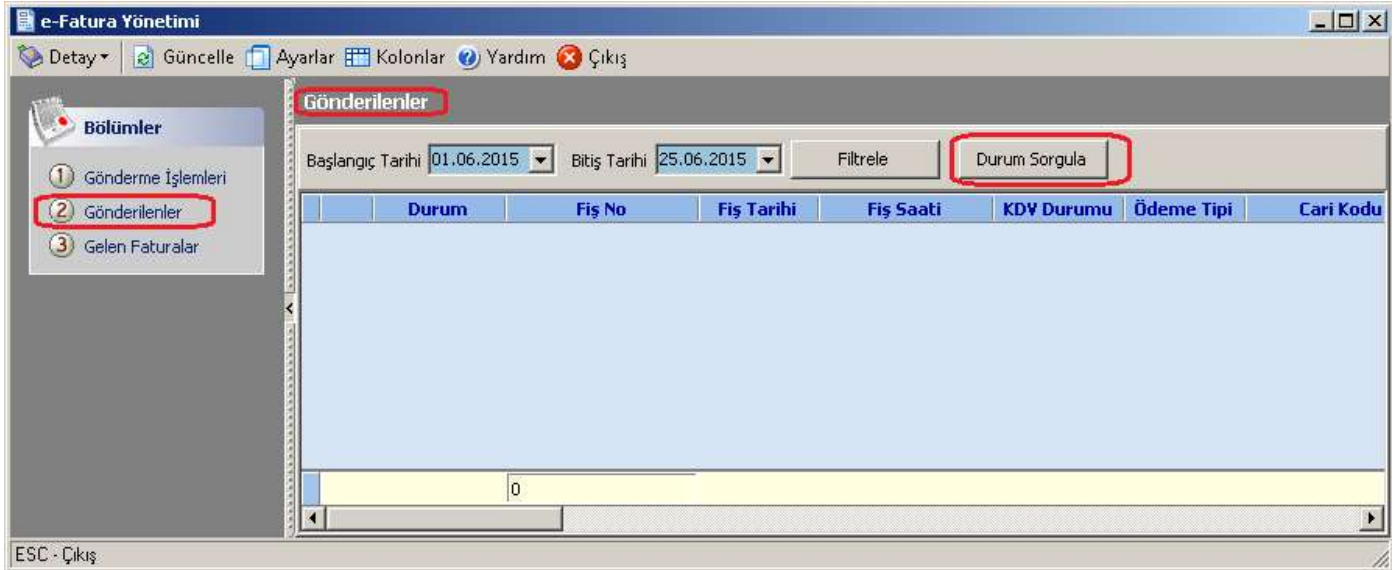 e-Fatura Yönetimi
Detay Güncelle Ayarlar Kolonlar Yardım Çıkış
Bölümler
1 Gönderme İşlemleri
2 Gönderilenler
3 Gelen Faturalar
Gönderilenler
Başlangıç Tarihi 01.06.2015 Bitiş Tarihi 25.06.2015 Filtrele Durum Sorgula
Durum Fiş No Fiş Tarihi Fiş Saati KDV Durumu Ödeme Tipi Cari Kodu
0
ESC - Çıkış